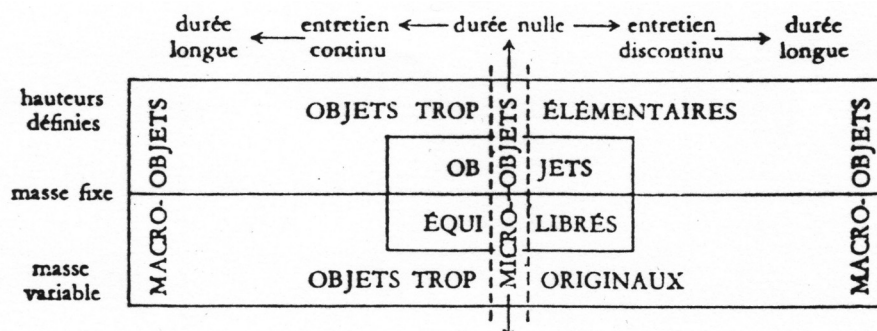 durée longue ← entretien continu ← durée nulle → entretien discontinu → durée longue
hauteurs définies
OBJETS TROP ÉLÉMENTAIRES
OB JETS
masse fixe
ÉQUI LIBRÉS
masse variable
OBJETS TROP ORIGINAUX
MACRO-OBJETS
MICRO-OBJETS
MACRO-OBJETS